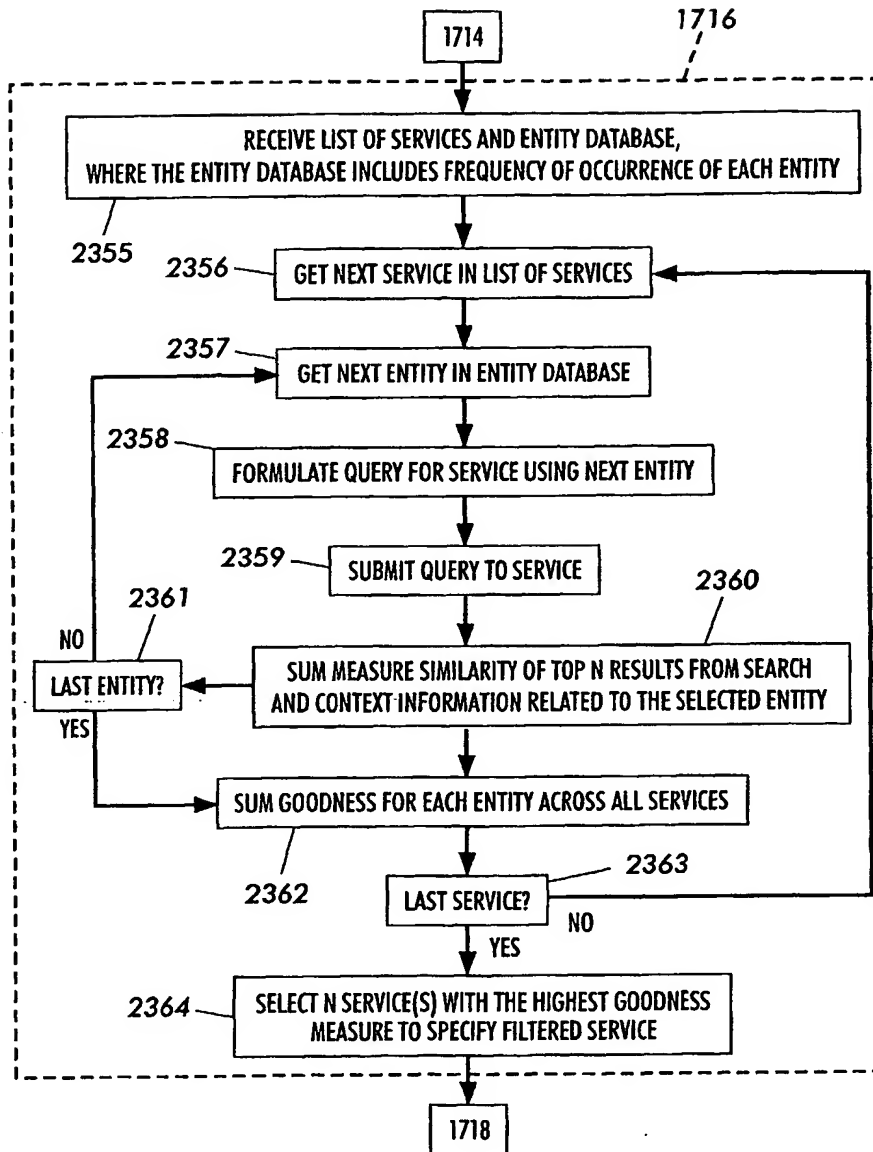 1714
1716
RECEIVE LIST OF SERVICES AND ENTITY DATABASE,
WHERE THE ENTITY DATABASE INCLUDES FREQUENCY OF OCCURRENCE OF EACH ENTITY
2355
2356
GET NEXT SERVICE IN LIST OF SERVICES
2357
GET NEXT ENTITY IN ENTITY DATABASE
2358
FORMULATE QUERY FOR SERVICE USING NEXT ENTITY
2359
SUBMIT QUERY TO SERVICE
2361
2360
NO
LAST ENTITY?
YES
SUM MEASURE SIMILARITY OF TOP N RESULTS FROM SEARCH
AND CONTEXT INFORMATION RELATED TO THE SELECTED ENTITY
SUM GOODNESS FOR EACH ENTITY ACROSS ALL SERVICES
2362
2363
LAST SERVICE?
NO
YES
2364
SELECT N SERVICE(S) WITH THE HIGHEST GOODNESS
MEASURE TO SPECIFY FILTERED SERVICE
1718